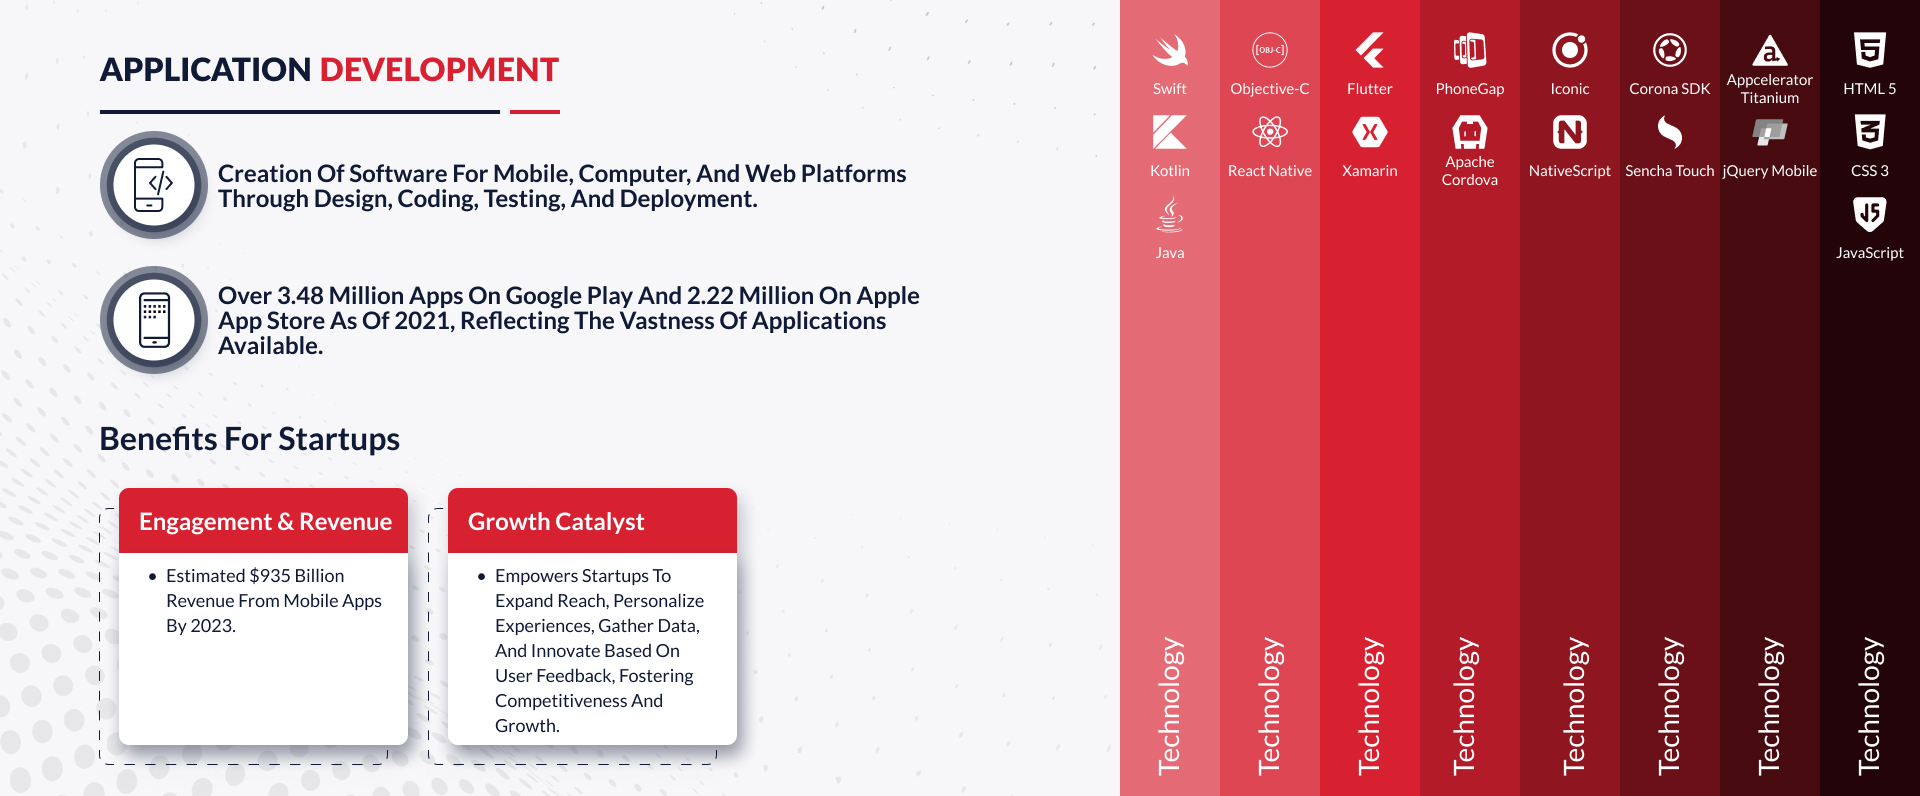 APPLICATION DEVELOPMENT
Creation Of Software For Mobile, Computer, And Web Platforms
Through Design, Coding, Testing, And Deployment.
Over 3.48 Million Apps On Google Play And 2.22 Million On Apple
App Store As Of 2021, Reflecting The Vastness Of Applications
Available.
Benefits For Startups
Engagement & Revenue
• Estimated $935 Billion
Revenue From Mobile Apps
By 2023.
Growth Catalyst
• Empowers Startups To
Expand Reach, Personalize
Experiences, Gather Data,
And Innovate Based On
User Feedback, Fostering
Competitiveness And
Growth.
Swift
Kotlin
Java
Technology
[OBJ-C]
Objective-C
React Native
Technology
Flutter
X
Xamarin
Technology
PhoneGap
Apache
Cordova
Technology
Iconic
N
NativeScript
Technology
Corona SDK
Sencha Touch
Technology
a
Appcelerator
Titanium
jQuery Mobile
Technology
5
HTML 5
3
CSS 3
JS
JavaScript
Technology